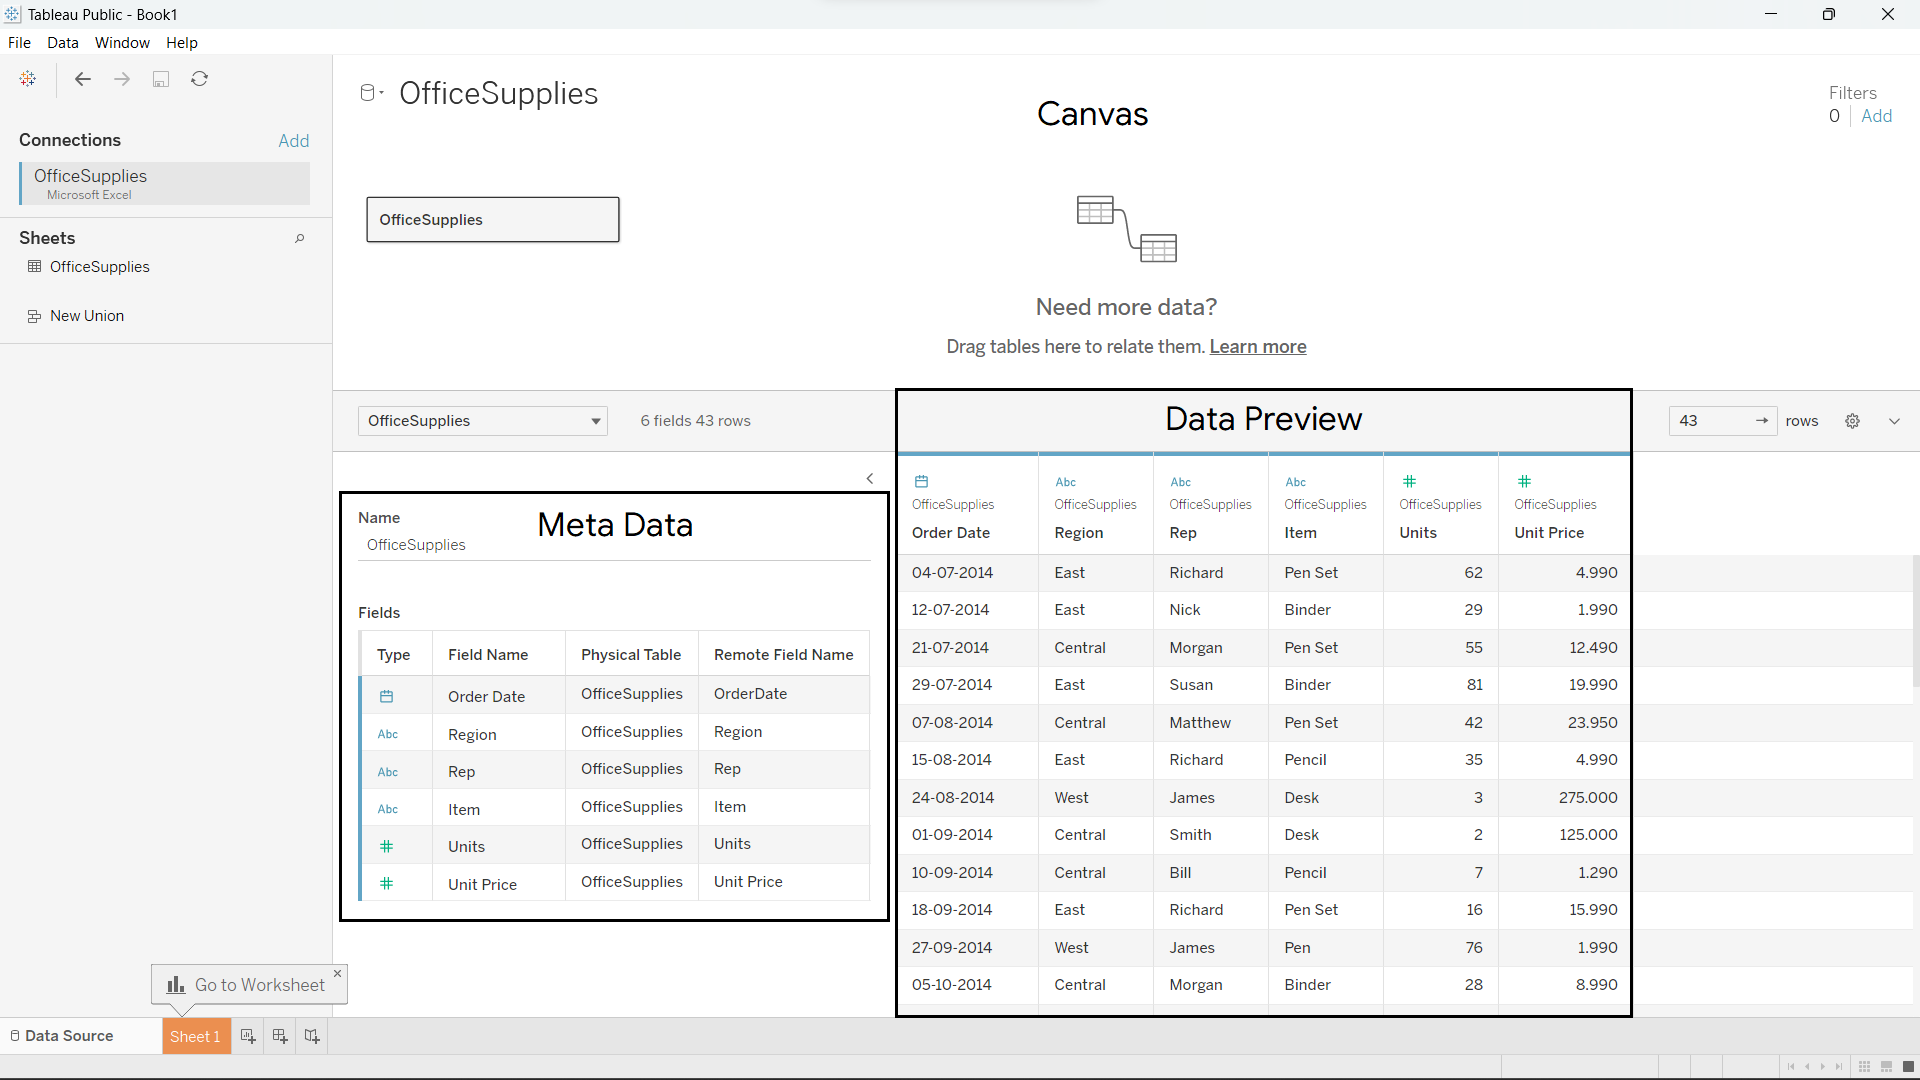 Tableau Public - Book1
File Data Window Help
OfficeSupplies
Canvas
Filters
0 Add
Connections Add
OfficeSupplies
Microsoft Excel
Sheets
OfficeSupplies
New Union
OfficeSupplies
Need more data?
Drag tables here to relate them. Learn more
OfficeSupplies 6 fields 43 rows
Data Preview
43 → rows
Meta Data
Name
OfficeSupplies
Fields
Type Field Name Physical Table Remote Field Name
Order Date OfficeSupplies OrderDate
Abc Region OfficeSupplies Region
Abc Rep OfficeSupplies Rep
Abc Item OfficeSupplies Item
# Units OfficeSupplies Units
# Unit Price OfficeSupplies Unit Price
Abc Abc Abc # #
OfficeSupplies OfficeSupplies OfficeSupplies OfficeSupplies OfficeSupplies OfficeSupplies
Order Date Region Rep Item Units Unit Price
04-07-2014 East Richard Pen Set 62 4.990
12-07-2014 East Nick Binder 29 1.990
21-07-2014 Central Morgan Pen Set 55 12.490
29-07-2014 East Susan Binder 81 19.990
07-08-2014 Central Matthew Pen Set 42 23.950
15-08-2014 East Richard Pencil 35 4.990
24-08-2014 West James Desk 3 275.000
01-09-2014 Central Smith Desk 2 125.000
10-09-2014 Central Bill Pencil 7 1.290
18-09-2014 East Richard Pen Set 16 15.990
27-09-2014 West James Pen 76 1.990
05-10-2014 Central Morgan Binder 28 8.990
Go to Worksheet
Data Source Sheet 1